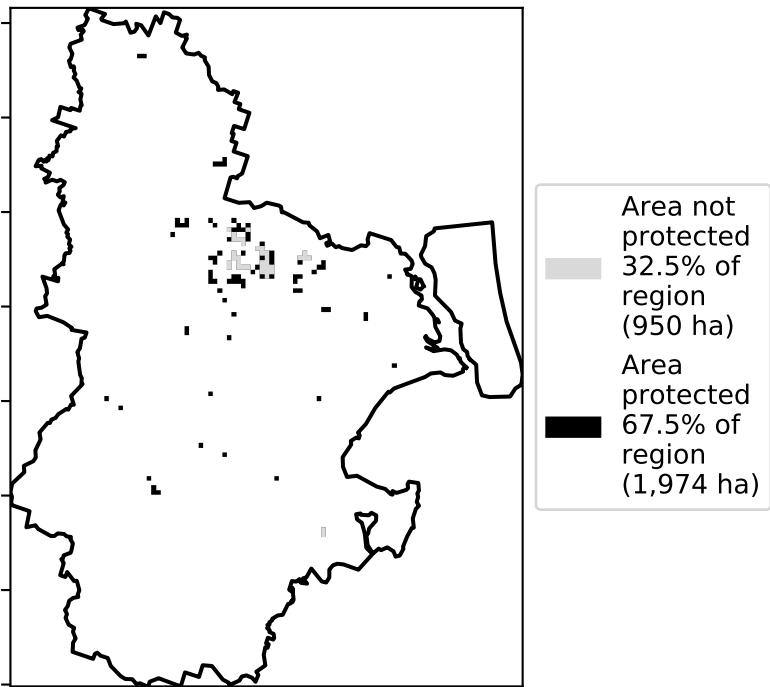 Area not
protected
32.5% of
region
(950 ha)
Area
protected
67.5% of
region
(1,974 ha)